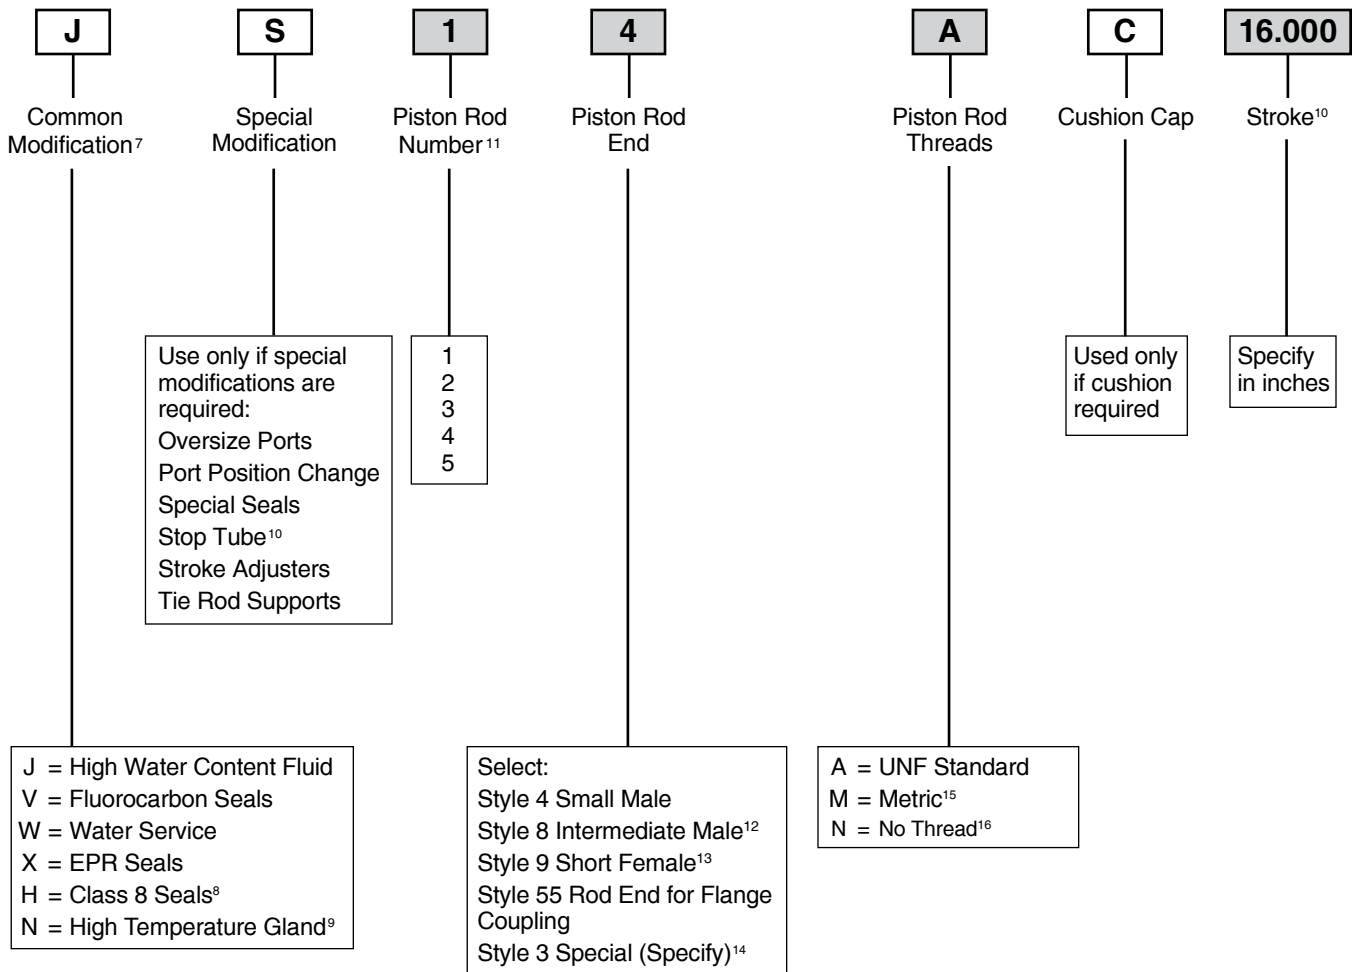 J S 1 4 A C 16.000
Common
Modification⁷
Special
Modification
Piston Rod
Number¹¹
Piston Rod
End
Piston Rod
Threads
Cushion Cap
Stroke¹⁰
Use only if special
modifications are
required:
Oversize Ports
Port Position Change
Special Seals
Stop Tube¹⁰
Stroke Adjusters
Tie Rod Supports
1
2
3
4
5
Used only
if cushion
required
Specify
in inches
J = High Water Content Fluid
V = Fluorocarbon Seals
W = Water Service
X = EPR Seals
H = Class 8 Seals⁸
N = High Temperature Gland⁹
Select:
Style 4 Small Male
Style 8 Intermediate Male¹²
Style 9 Short Female¹³
Style 55 Rod End for Flange
Coupling
Style 3 Special (Specify)¹⁴
A = UNF Standard
M = Metric¹⁵
N = No Thread¹⁶